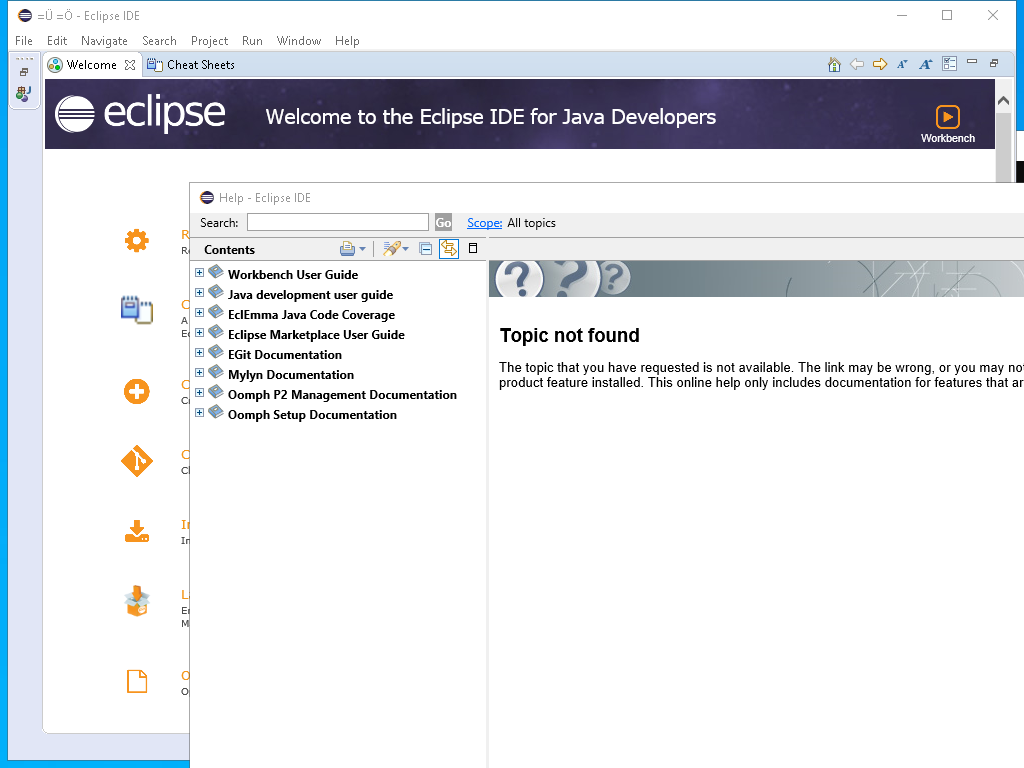 =Ü =Ö - Eclipse IDE
File Edit Navigate Search Project Run Window Help
Welcome Cheat Sheets
eclipse Welcome to the Eclipse IDE for Java Developers
Workbench
Help - Eclipse IDE
Search: Go Scope: All topics
Contents
Workbench User Guide
Java development user guide
EclEmma Java Code Coverage
Eclipse Marketplace User Guide
EGit Documentation
Mylyn Documentation
Oomph P2 Management Documentation
Oomph Setup Documentation
Topic not found
The topic that you have requested is not available. The link may be wrong, or you may not
product feature installed. This online help only includes documentation for features that ar